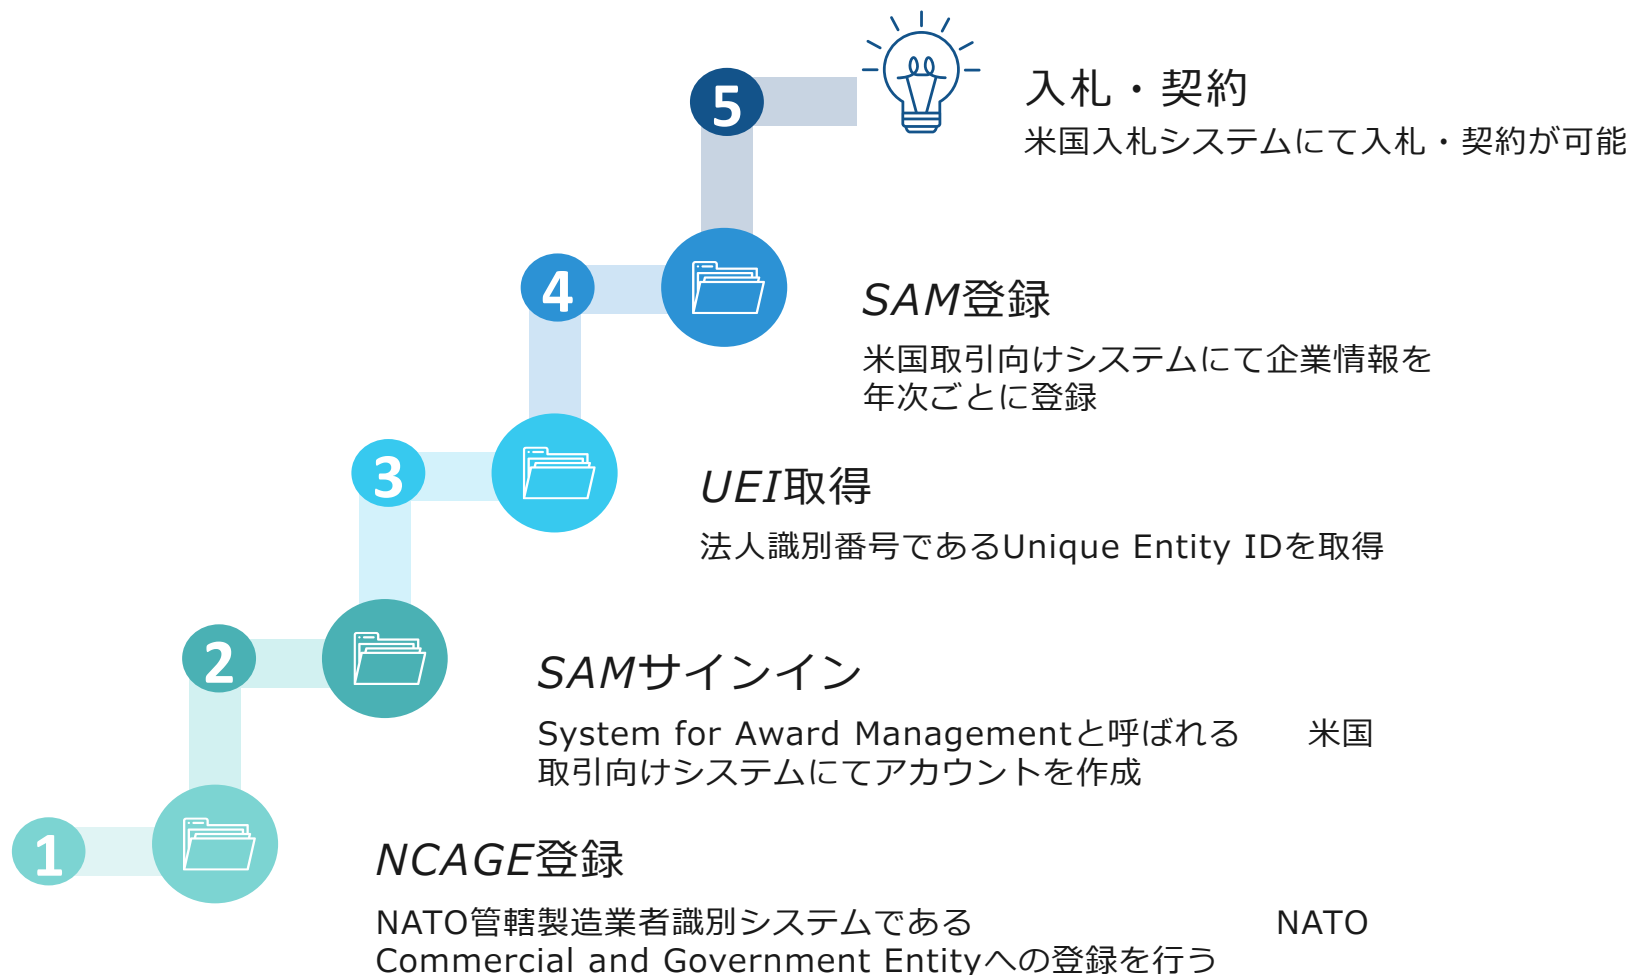 5
入札・契約
米国入札システムにて入札・契約が可能
4
SAM登録
米国取引向けシステムにて企業情報を
年次ごとに登録
3
UEI取得
法人識別番号であるUnique Entity IDを取得
2
SAMサインイン
System for Award Managementと呼ばれる　　米国
取引向けシステムにてアカウントを作成
1
NCAGE登録
NATO管轄製造業者識別システムである　　　　　　　　　NATO
Commercial and Government Entityへの登録を行う